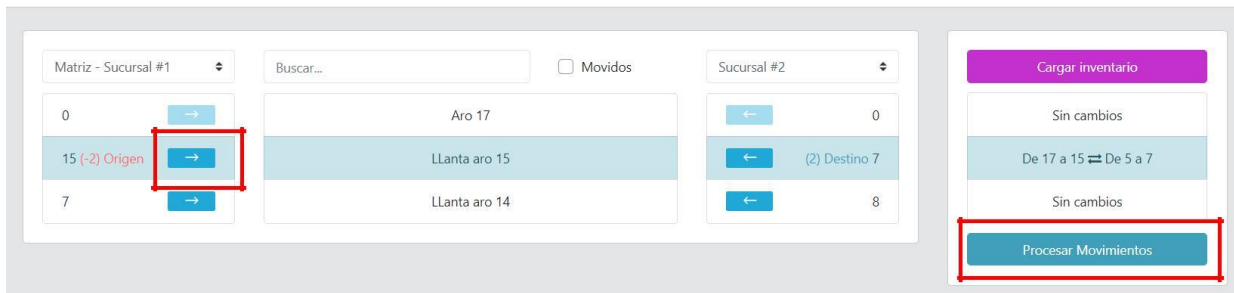 Matriz - Sucursal #1 Buscar... Movidos Sucursal #2 Cargar inventario
0 → Aro 17 ← 0 Sin cambios
15 (-2) Origen → LLanta aro 15 ← (2) Destino 7 De 17 a 15 ⇄ De 5 a 7
7 → LLanta aro 14 ← 8 Sin cambios
Procesar Movimientos